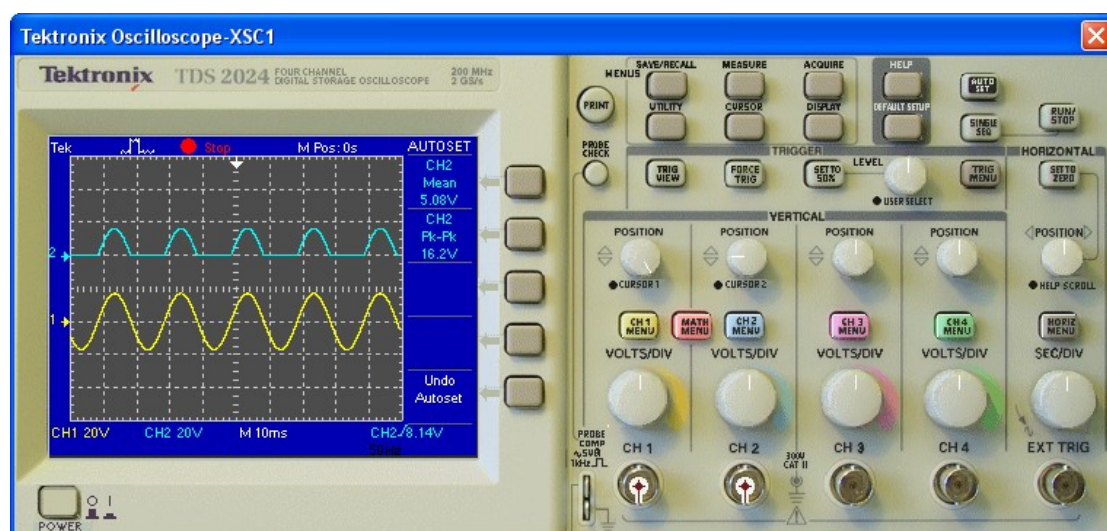 Tektronix Oscilloscope-XSC1
Tektronix TDS 2024 FOUR CHANNEL DIGITAL STORAGE OSCILLOSCOPE 200 MHz 2 GS/s
MENUS
SAVE/RECALL MEASURE ACQUIRE HELP
PRINT
AUTO SET
UTILITY CURSOR DISPLAY DEFAULT SETUP
SINGLE SEQ
RUN/STOP
PROBE CHECK
TRIGGER
HORIZONTAL
TRIG VIEW
FORCE TRIG
SET TO 50%
LEVEL
TRIG MENU
SET TO ZERO
USER SELECT
Tek Stop M Pos: 0s AUTOSET
CH2
Mean
5.08V
CH2
Pk-Pk
16.2V
2
1
Undo
Autoset
CH1 20V CH2 20V M 10ms CH2 8.14V
VERTICAL
POSITION POSITION POSITION POSITION POSITION
CURSOR 1 CURSOR 2 HELP SCROLL
CH 1 MENU
MATH MENU
CH 2 MENU
CH 3 MENU
CH 4 MENU
HORIZ MENU
VOLTS/DIV VOLTS/DIV VOLTS/DIV VOLTS/DIV SEC/DIV
PROBE COMP
~5V@
1kHz
CH 1 CH 2 CH 3 CH 4 EXT TRIG
300V
CAT II
POWER